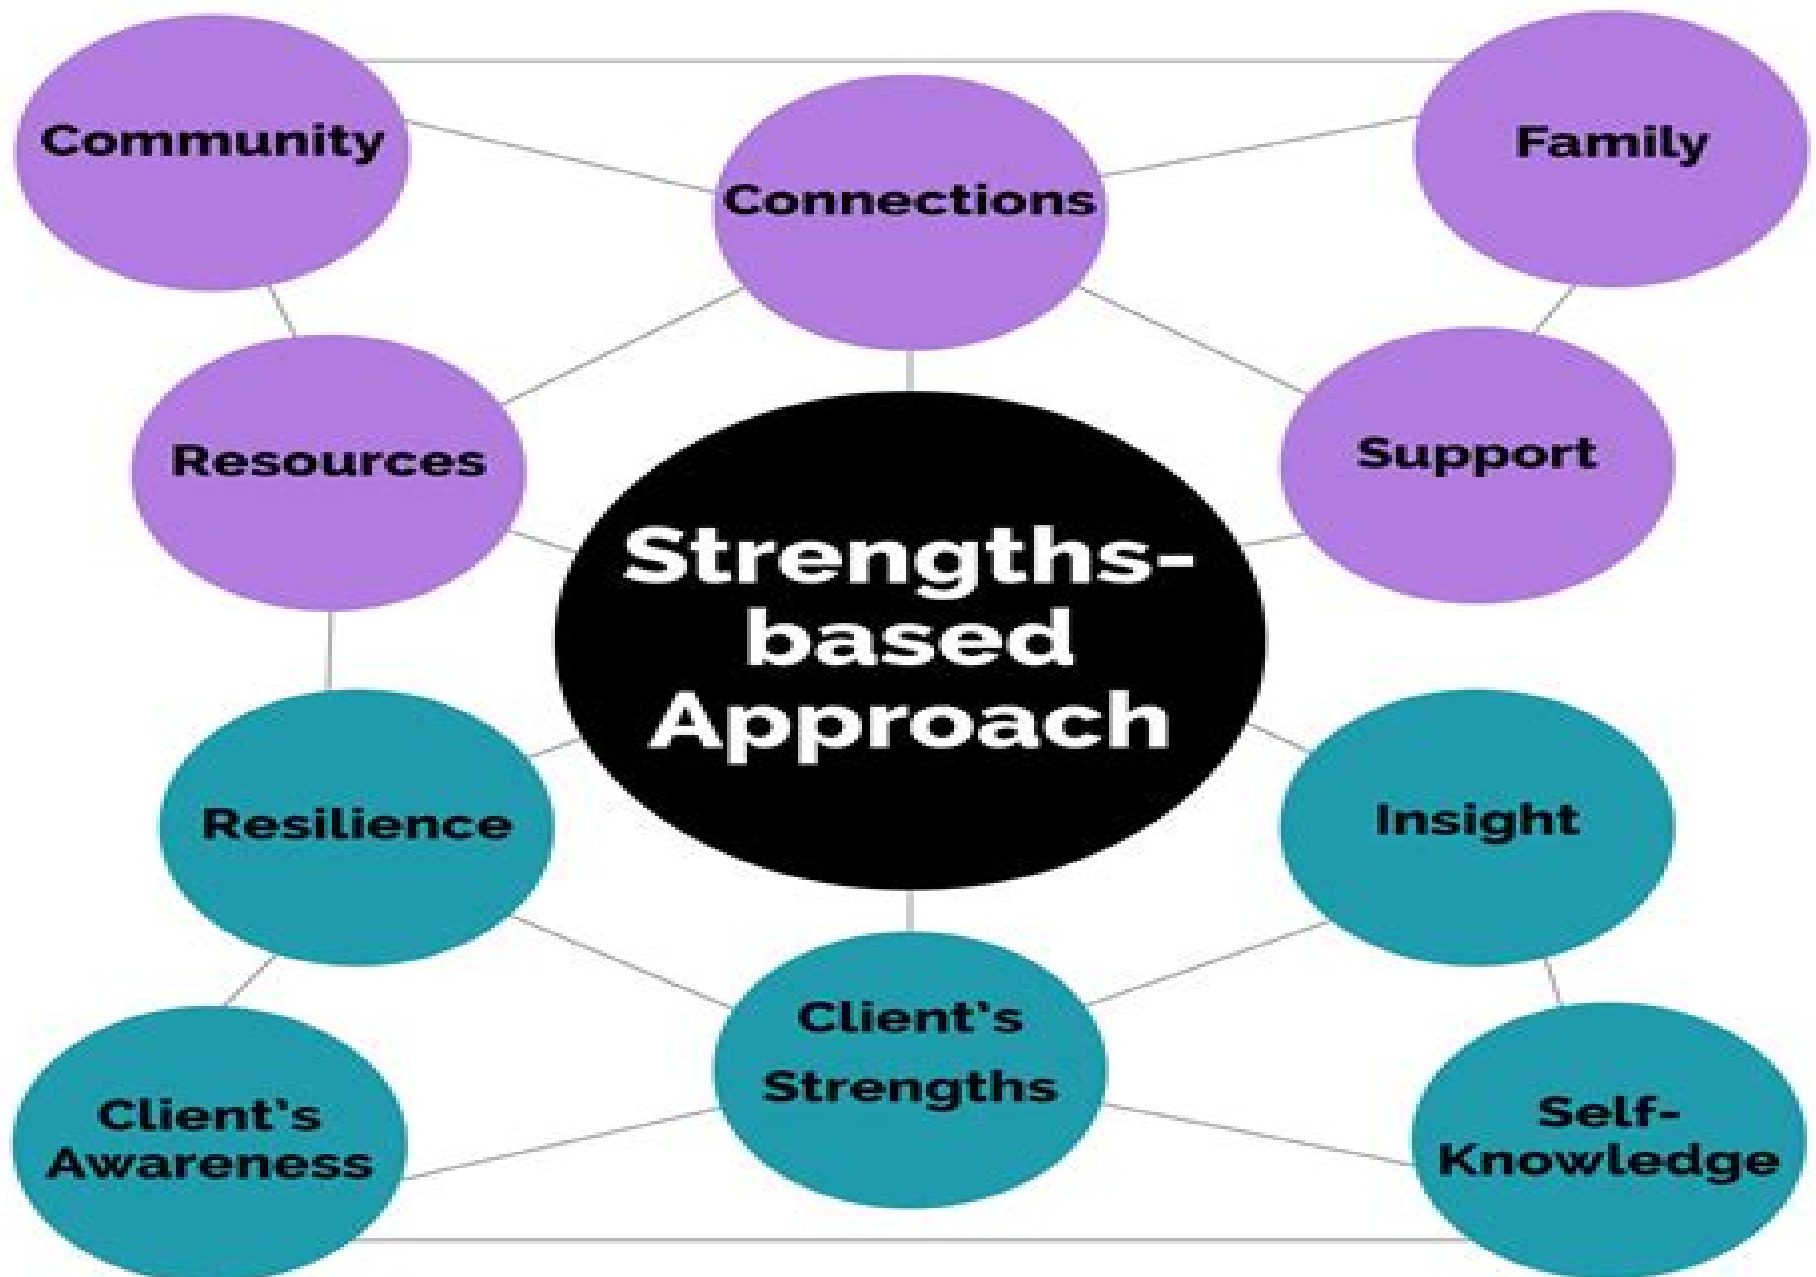 Community
Family
Connections
Resources
Support
Strengths-
based
Approach
Resilience
Insight
Client's
Strengths
Client's
Awareness
Self-
Knowledge